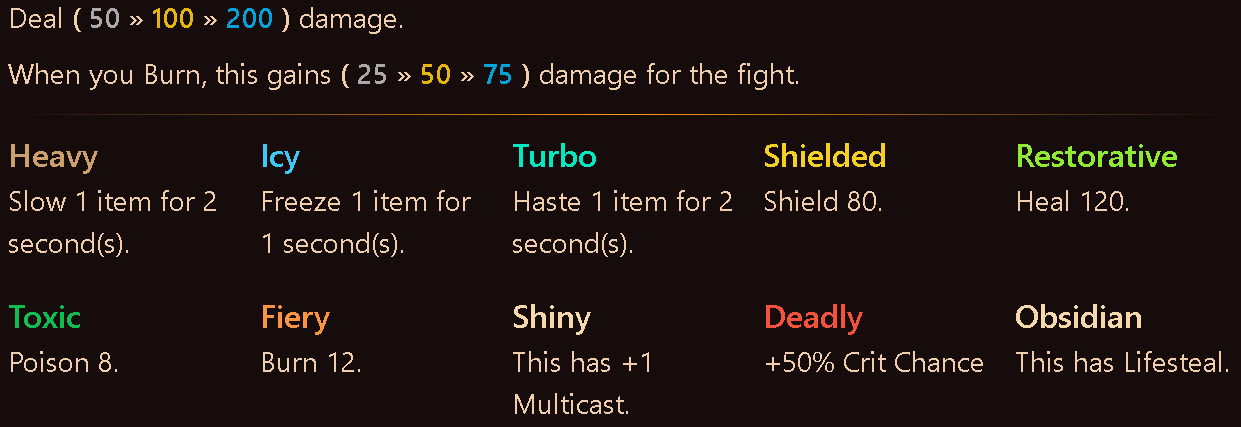 Deal ( 50 » 100 » 200 ) damage.
When you Burn, this gains ( 25 » 50 » 75 ) damage for the fight.
Heavy
Slow 1 item for 2
second(s).
Icy
Freeze 1 item for
1 second(s).
Turbo
Haste 1 item for 2
second(s).
Shielded
Shield 80.
Restorative
Heal 120.
Toxic
Poison 8.
Fiery
Burn 12.
Shiny
This has +1
Multicast.
Deadly
+50% Crit Chance
Obsidian
This has Lifesteal.